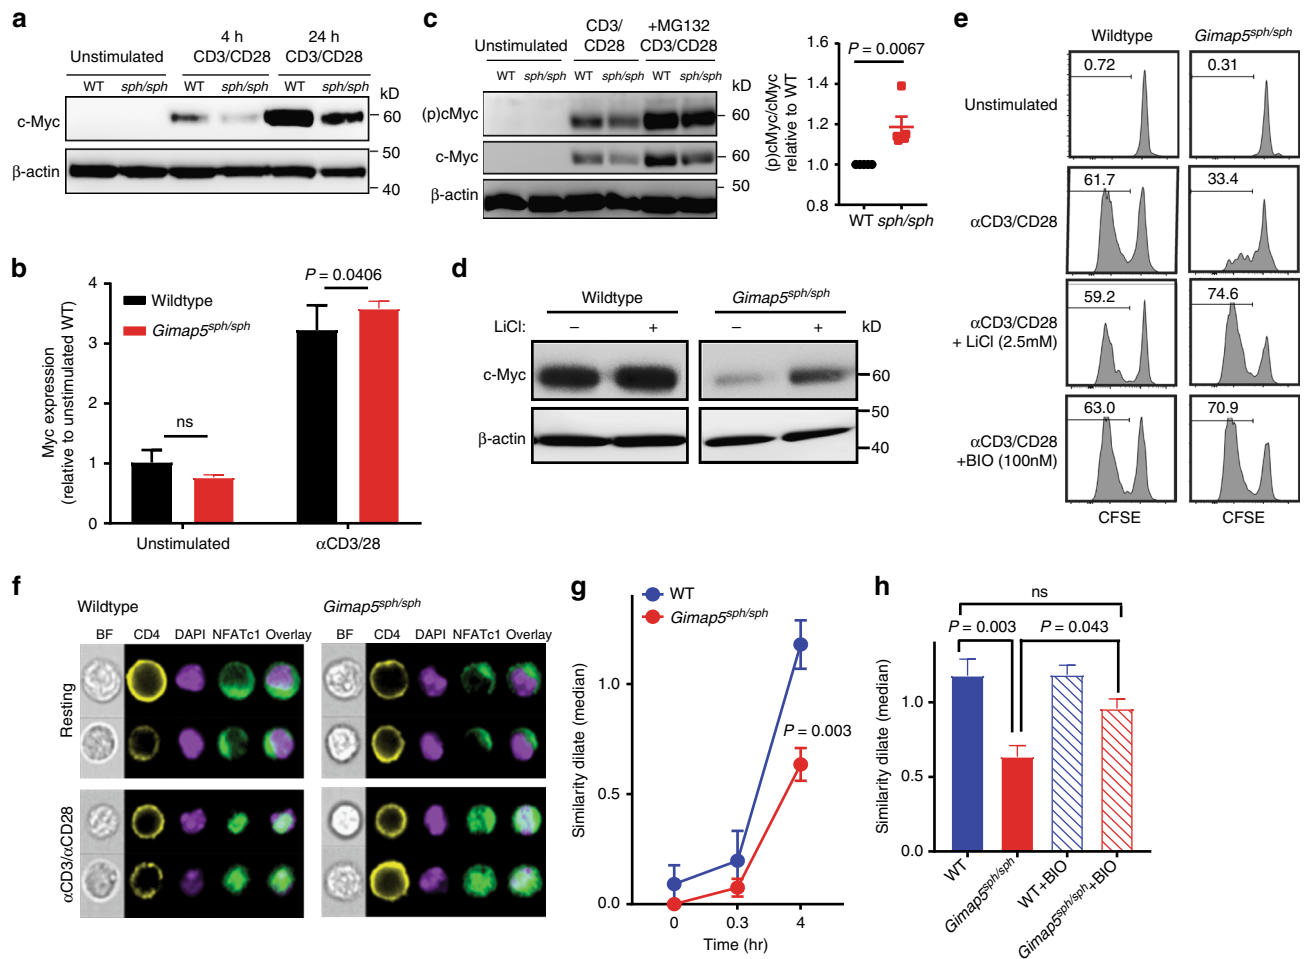 a
Unstimulated
4 h
CD3/CD28
24 h
CD3/CD28
WT sph/sph WT sph/sph WT sph/sph
kD
c-Myc
60
β-actin
50
40
b
Myc expression
(relative to unstimulated WT)
4
3
2
1
0
Wildtype
Gimap5sph/sph
ns
P = 0.0406
Unstimulated
αCD3/28
c
Unstimulated
CD3/
CD28
+MG132
CD3/CD28
WT sph/sph WT sph/sph WT sph/sph
kD
(p)cMyc
60
c-Myc
60
β-actin
50
(p)cMyc/cMyc
relative to WT
1.6
1.4
1.2
1.0
0.8
P = 0.0067
WT sph/sph
d
Wildtype
Gimap5sph/sph
LiCl: – + – +
kD
c-Myc
60
β-actin
50
40
e
Wildtype
Gimap5sph/sph
Unstimulated
0.72
0.31
αCD3/CD28
61.7
33.4
αCD3/CD28
+ LiCl (2.5mM)
59.2
74.6
αCD3/CD28
+BIO (100nM)
63.0
70.9
CFSE
CFSE
f
Wildtype
Gimap5sph/sph
BF CD4 DAPI NFATc1 Overlay
BF CD4 DAPI NFATc1 Overlay
Resting
αCD3/αCD28
g
WT
Gimap5sph/sph
Similarity dilate (median)
1.0
0.5
0.0
P = 0.003
0 0.3 4
Time (hr)
h
ns
P = 0.003
P = 0.043
Similarity dilate (median)
1.0
0.5
0.0
WT
Gimap5sph/sph
WT+BIO
Gimap5sph/sph+BIO